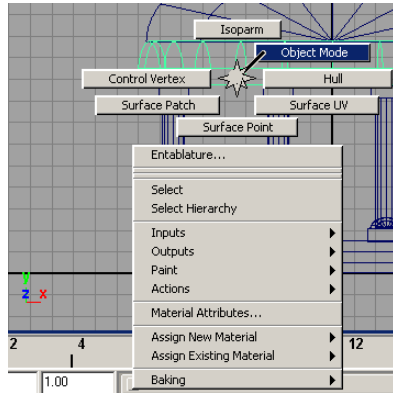 Isoparm
Object Mode
Control Vertex
Hull
Surface Patch
Surface UV
Surface Point
Entablature...
Select
Select Hierarchy
Inputs
Outputs
Paint
Actions
Material Attributes...
Assign New Material
Assign Existing Material
Baking
y
z x
2 4 12
1.00